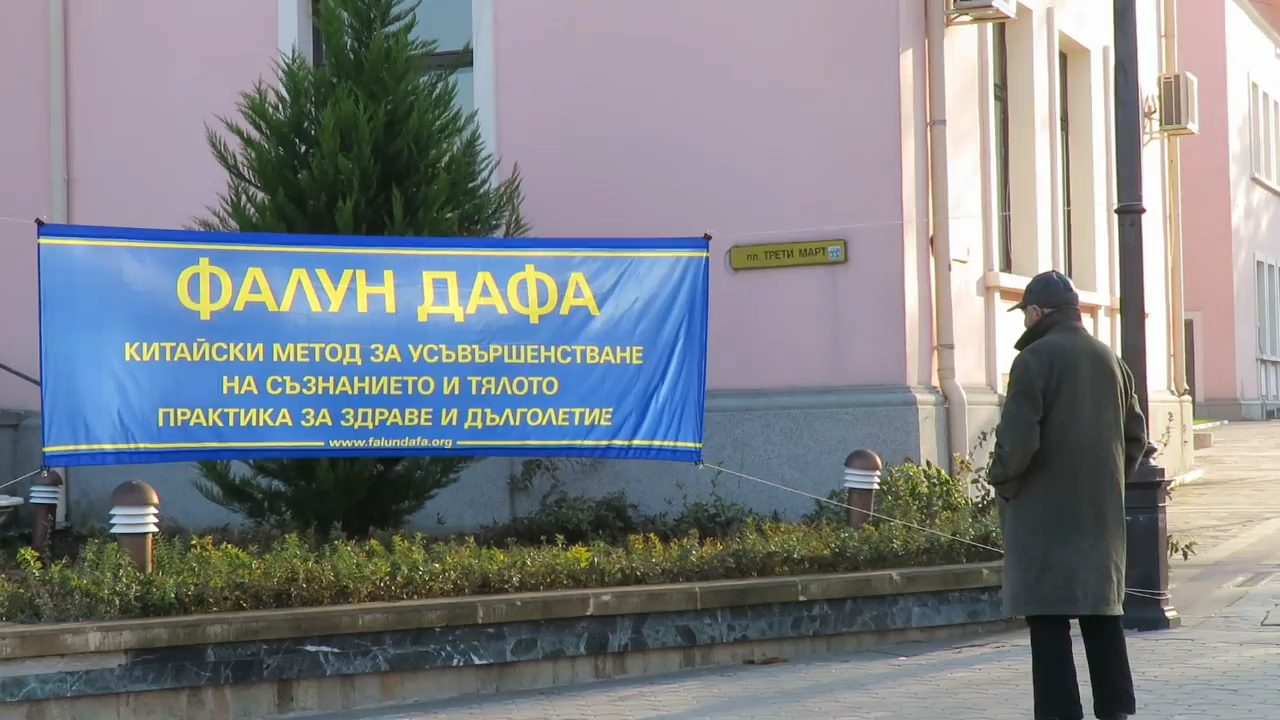 ФАЛУН ДАФА
КИТАЙСКИ МЕТОД ЗА УСЪВЪРШЕНСТВАНЕ
НА СЪЗНАНИЕТО И ТЯЛОТО
ПРАКТИКА ЗА ЗДРАВЕ И ДЪЛГОЛЕТИЕ
www.falundafa.org
пл. ТРЕТИ МАРТ